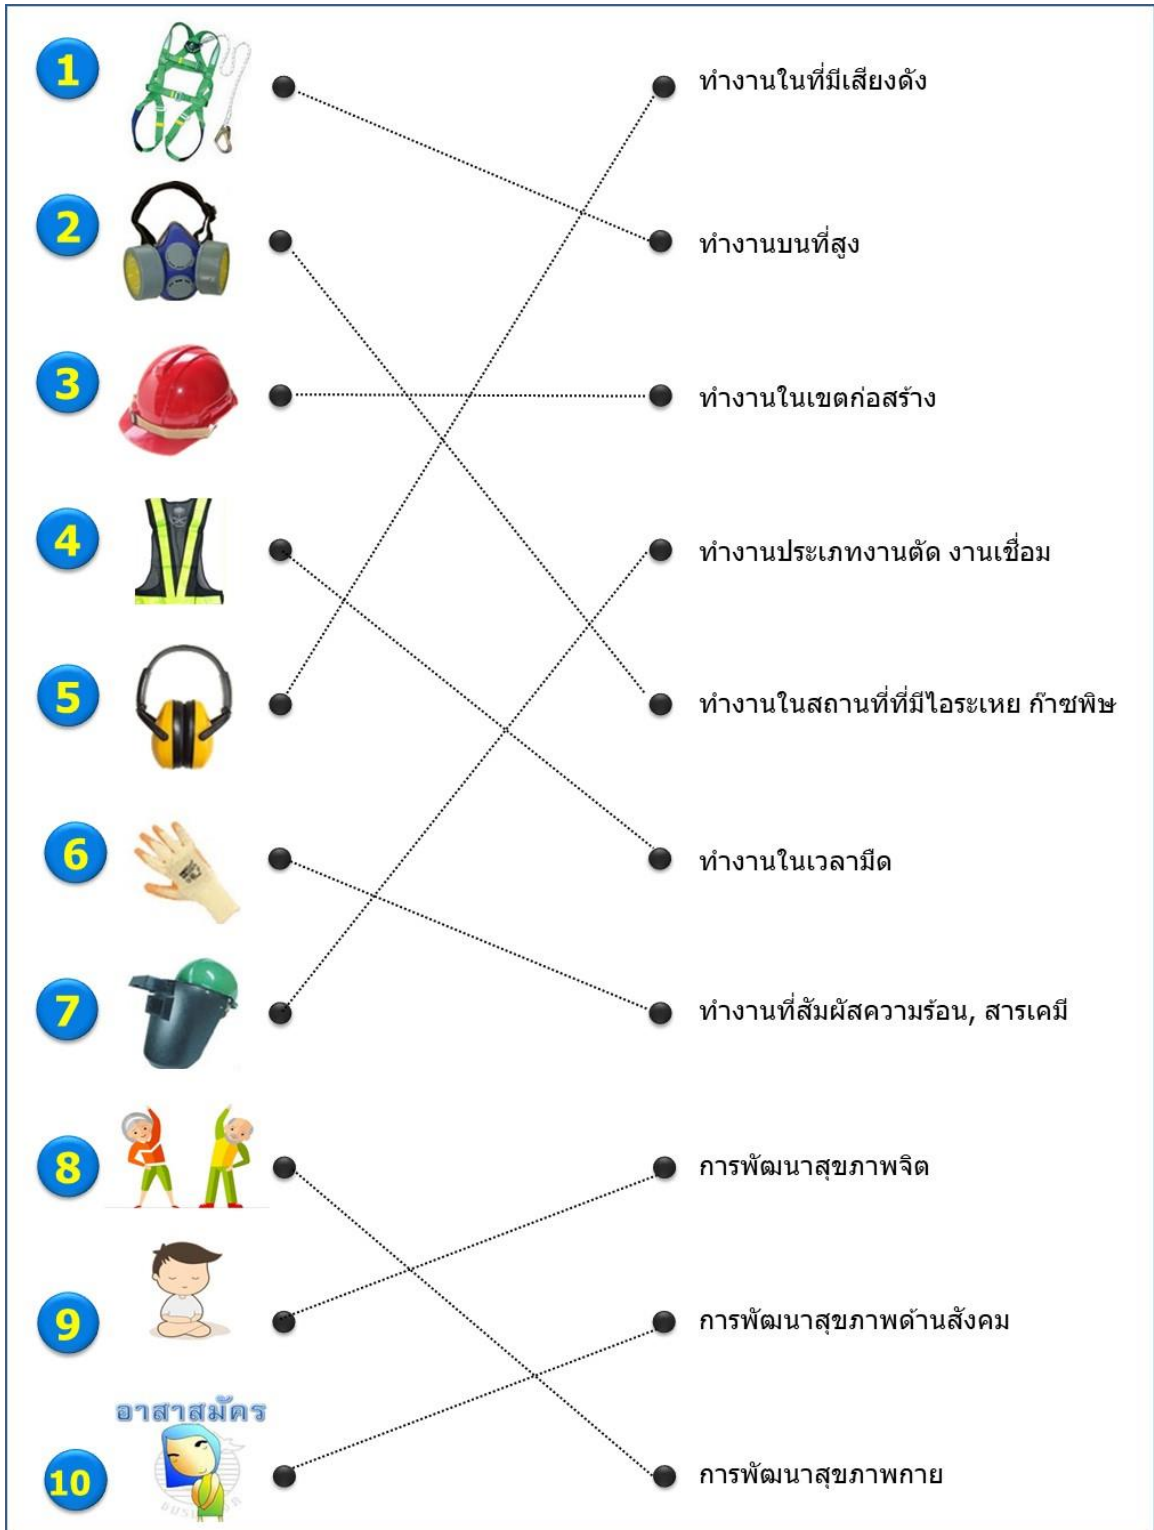 1
ทำงานในที่มีเสียงดัง
2
ทำงานบนที่สูง
3
ทำงานในเขตก่อสร้าง
4
ทำงานประเภทงานตัด งานเชื่อม
5
ทำงานในสถานที่ที่มีไอระเหย ก๊าซพิษ
6
ทำงานในเวลามืด
7
ทำงานที่สัมผัสความร้อน, สารเคมี
8
การพัฒนาสุขภาพจิต
9
การพัฒนาสุขภาพด้านสังคม
อาสาสมัคร
10
การพัฒนาสุขภาพกาย